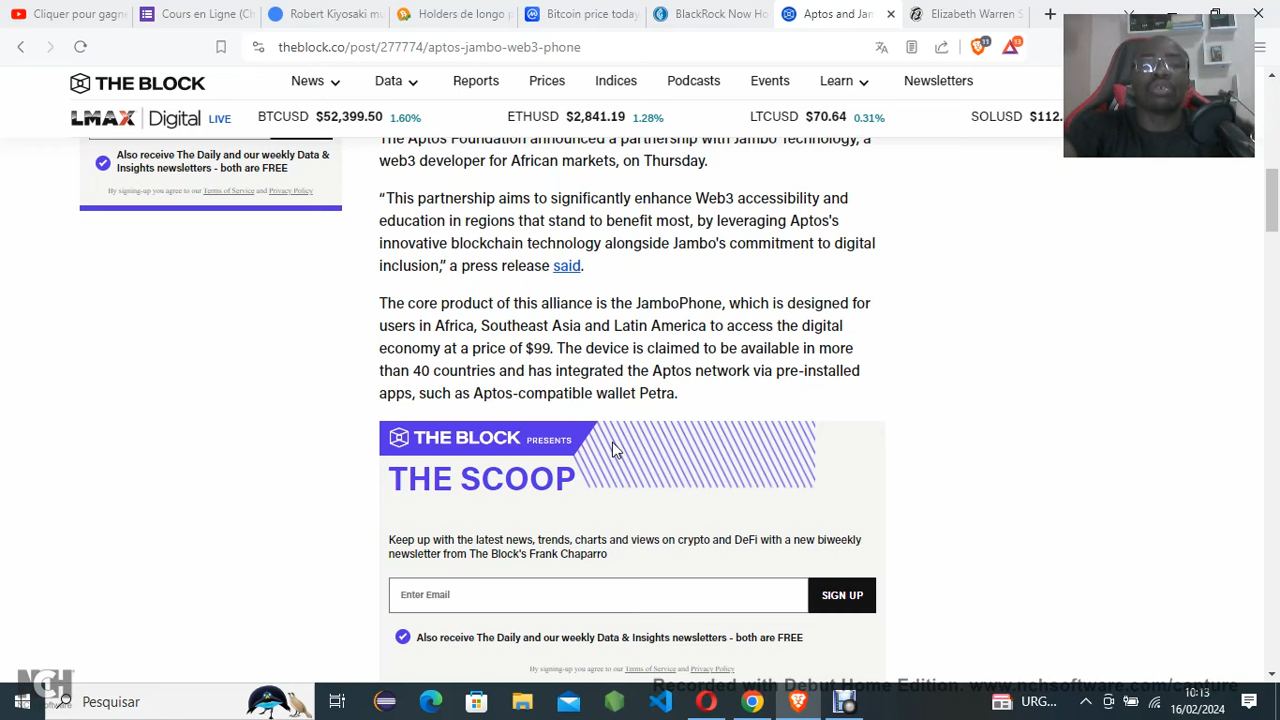 Cliquez pour
Cours en Ligne (C
Robert Kiyosaki ma
Holders de longo p
Bitcoin price today
BlackRock Now Ho
Aptos and Jam
Elizabeth Warren S
theblock.co/post/277774/aptos-jambo-web3-phone
11
13
THE BLOCK
News
Data
Reports
Prices
Indices
Podcasts
Events
Learn
Newsletters
LMAX Digital LIVE
BTCUSD $52,399.50 1.60%
ETHUSD $2,841.19 1.28%
LTCUSD $70.64 0.31%
SOLUSD $112.
Also receive The Daily and our weekly Data &
Insights newsletters - both are FREE
By signing-up you agree to our Terms of Service and Privacy Policy
The Aptos Foundation announced a partnership with Jambo Technology, a
web3 developer for African markets, on Thursday.
“This partnership aims to significantly enhance Web3 accessibility and
education in regions that stand to benefit most, by leveraging Aptos's
innovative blockchain technology alongside Jambo's commitment to digital
inclusion,” a press release said.
The core product of this alliance is the JamboPhone, which is designed for
users in Africa, Southeast Asia and Latin America to access the digital
economy at a price of $99. The device is claimed to be available in more
than 40 countries and has integrated the Aptos network via pre-installed
apps, such as Aptos-compatible wallet Petra.
THE BLOCK PRESENTS
THE SCOOP
Keep up with the latest news, trends, charts and views on crypto and DeFi with a new biweekly
newsletter from The Block's Frank Chaparro
Enter Email
SIGN UP
Also receive The Daily and our weekly Data & Insights newsletters - both are FREE
By signing-up you agree to our Terms of Service and Privacy Policy
NCH
Recorded with Debut Home Edition. www.nchsoftware.com/capture
Pesquisar
URG...
10:13
16/02/2024